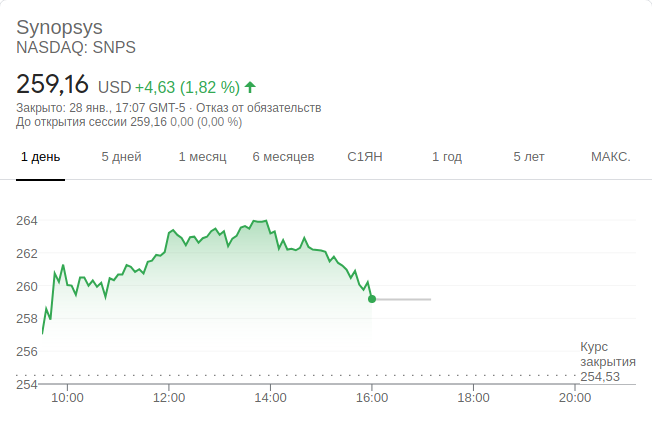 Synopsys
NASDAQ: SNPS
259,16 USD +4,63 (1,82 %)
Закрыто: 28 янв., 17:07 GMT-5 · Отказ от обязательств
До открытия сессии 259,16 0,00 (0,00 %)
1 день 5 дней 1 месяц 6 месяцев С1ЯН 1 год 5 лет МАКС.
264
262
260
258
256
Курс
закрытия
254,53
254
10:00 12:00 14:00 16:00 18:00 20:00